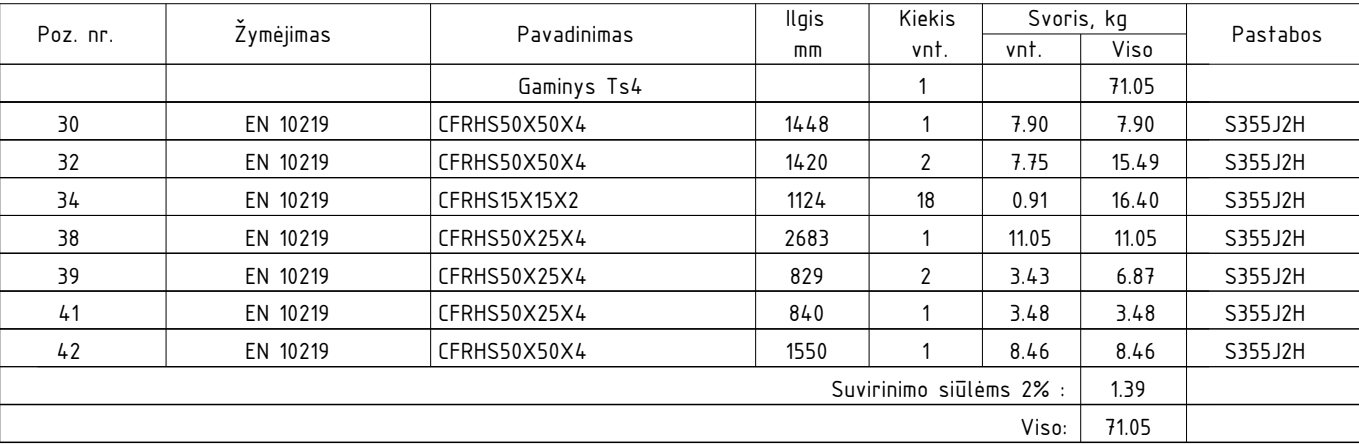 Poz. nr. Žymėjimas Pavadinimas Ilgis mm Kiekis vnt. Svoris, kg vnt. Viso Pastabos
Gaminys Ts4 1 71.05
30 EN 10219 CFRHS50X50X4 1448 1 7.90 7.90 S355J2H
32 EN 10219 CFRHS50X50X4 1420 2 7.75 15.49 S355J2H
34 EN 10219 CFRHS15X15X2 1124 18 0.91 16.40 S355J2H
38 EN 10219 CFRHS50X25X4 2683 1 11.05 11.05 S355J2H
39 EN 10219 CFRHS50X25X4 829 2 3.43 6.87 S355J2H
41 EN 10219 CFRHS50X25X4 840 1 3.48 3.48 S355J2H
42 EN 10219 CFRHS50X50X4 1550 1 8.46 8.46 S355J2H
Suvirinimo siūlėms 2% : 1.39
Viso: 71.05